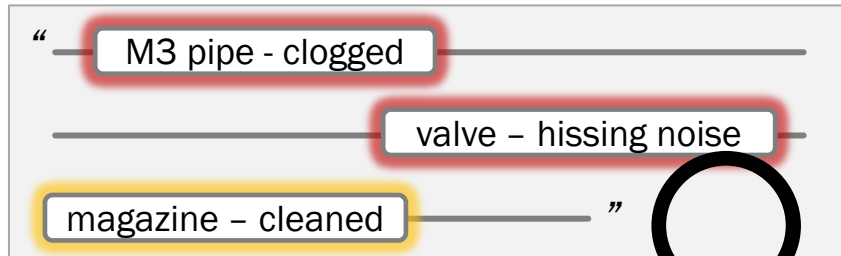 “ M3 pipe - clogged
valve – hissing noise
magazine – cleaned ”